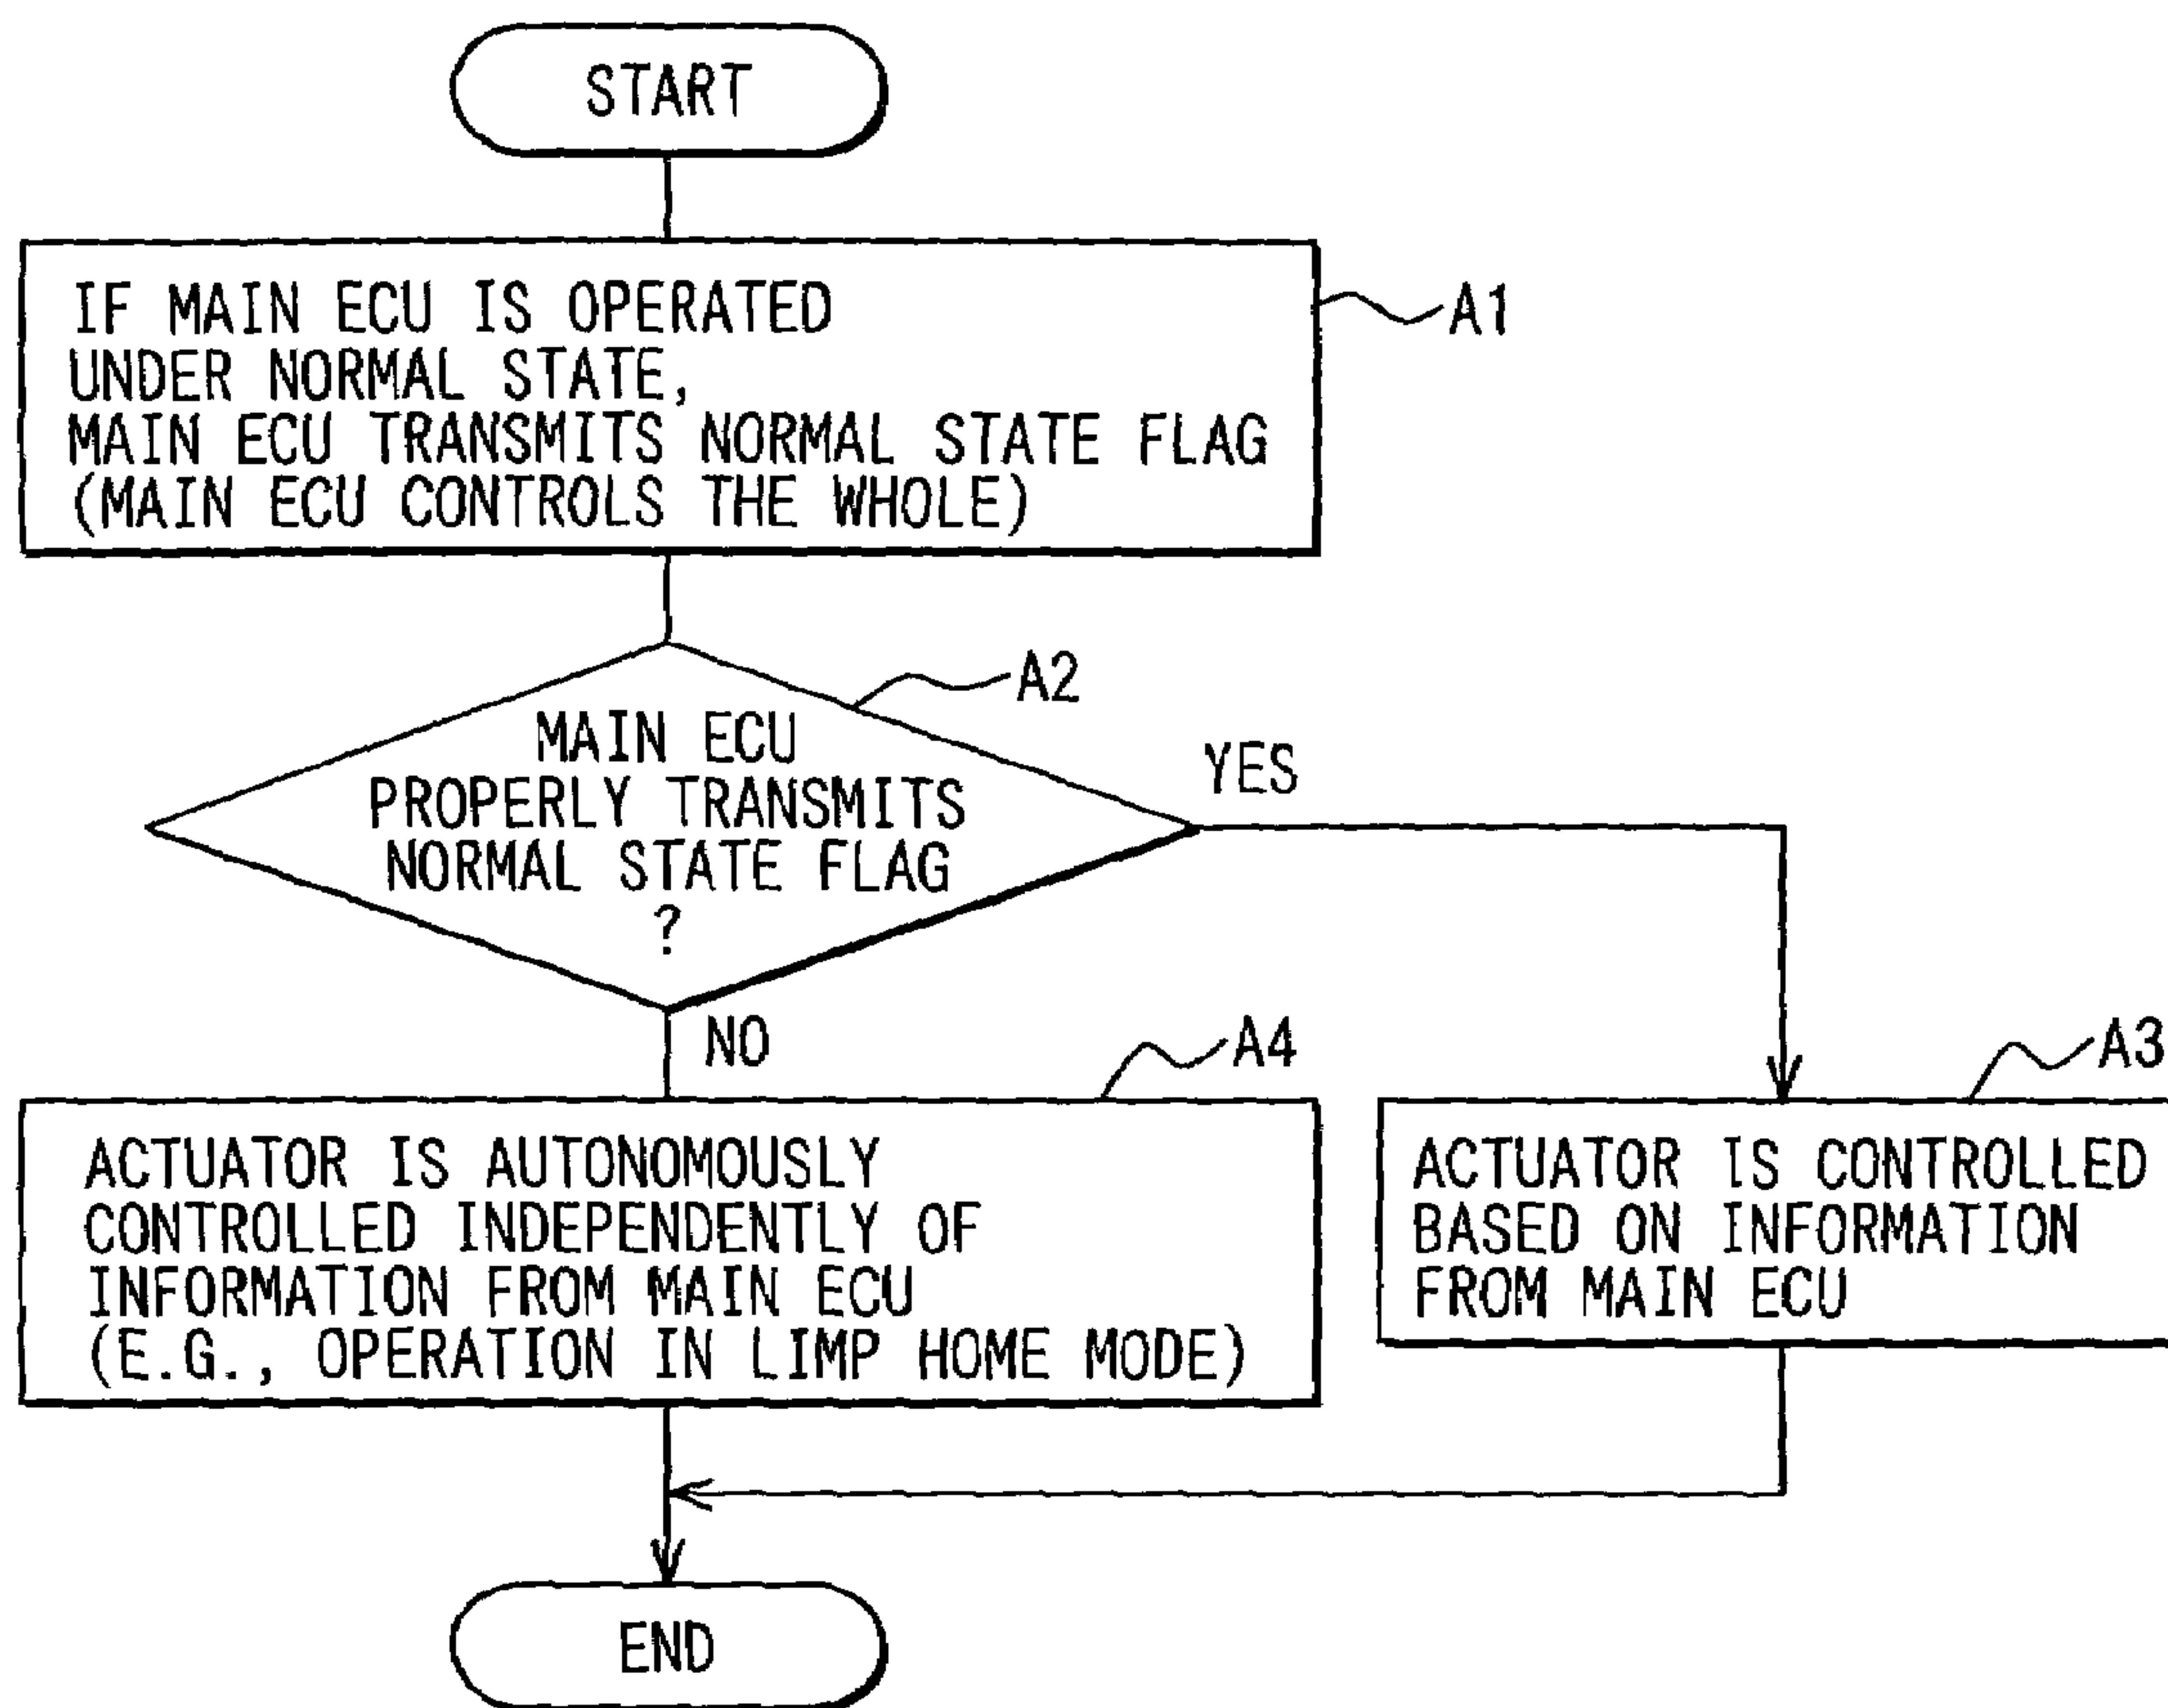 START
IF MAIN ECU IS OPERATED
UNDER NORMAL STATE,
MAIN ECU TRANSMITS NORMAL STATE FLAG
(MAIN ECU CONTROLS THE WHOLE)
A1
A2
MAIN ECU
PROPERLY TRANSMITS
NORMAL STATE FLAG
?
YES
NO
A4
A3
ACTUATOR IS AUTONOMOUSLY
CONTROLLED INDEPENDENTLY OF
INFORMATION FROM MAIN ECU
(E.G., OPERATION IN LIMP HOME MODE)
ACTUATOR IS CONTROLLED
BASED ON INFORMATION
FROM MAIN ECU
END